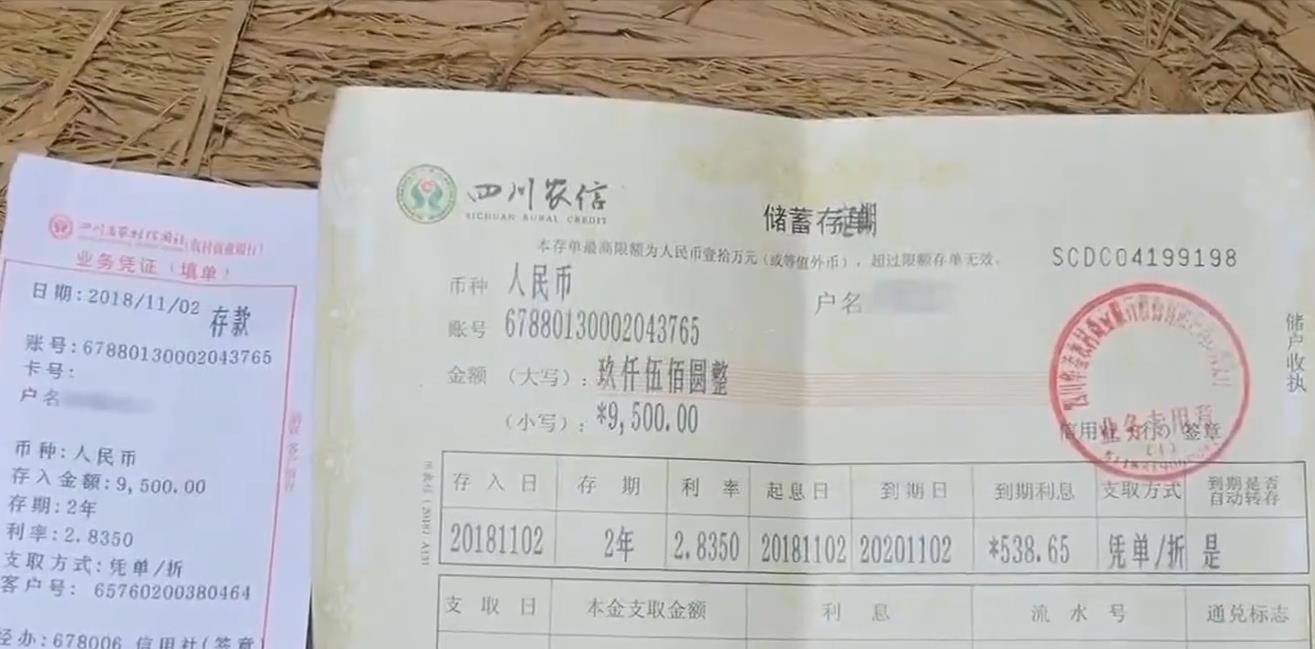 业务凭证（填单）
日期:2018/11/02
存款
账号:67880130002043765
卡号:
户名
币种:人民币
存入金额:9,500.00
存期:2年
利率:2.8350
支取方式:凭单/折
客户号: 65760200380464
经办:678006 信用社(签章)
四川农信
SICHUAN RURAL CREDIT
储蓄存单
定期
本存单最高限额为人民币壹拾万元（或等值外币），超过限额存单无效。
SCDC04199198
币种 人民币
户名
账号 67880130002043765
金额 （大写）：玖仟伍佰圆整
（小写）：*9,500.00
业务专用章
(1)
签章
储户收执
存入日 存期 利率 起息日 到期日 到期利息 支取方式 到期是否自动转存
20181102 2年 2.8350 20181102 20201102 *538.65 凭单/折 是
支取日 本金支取金额 利息 流水号 通兑标志